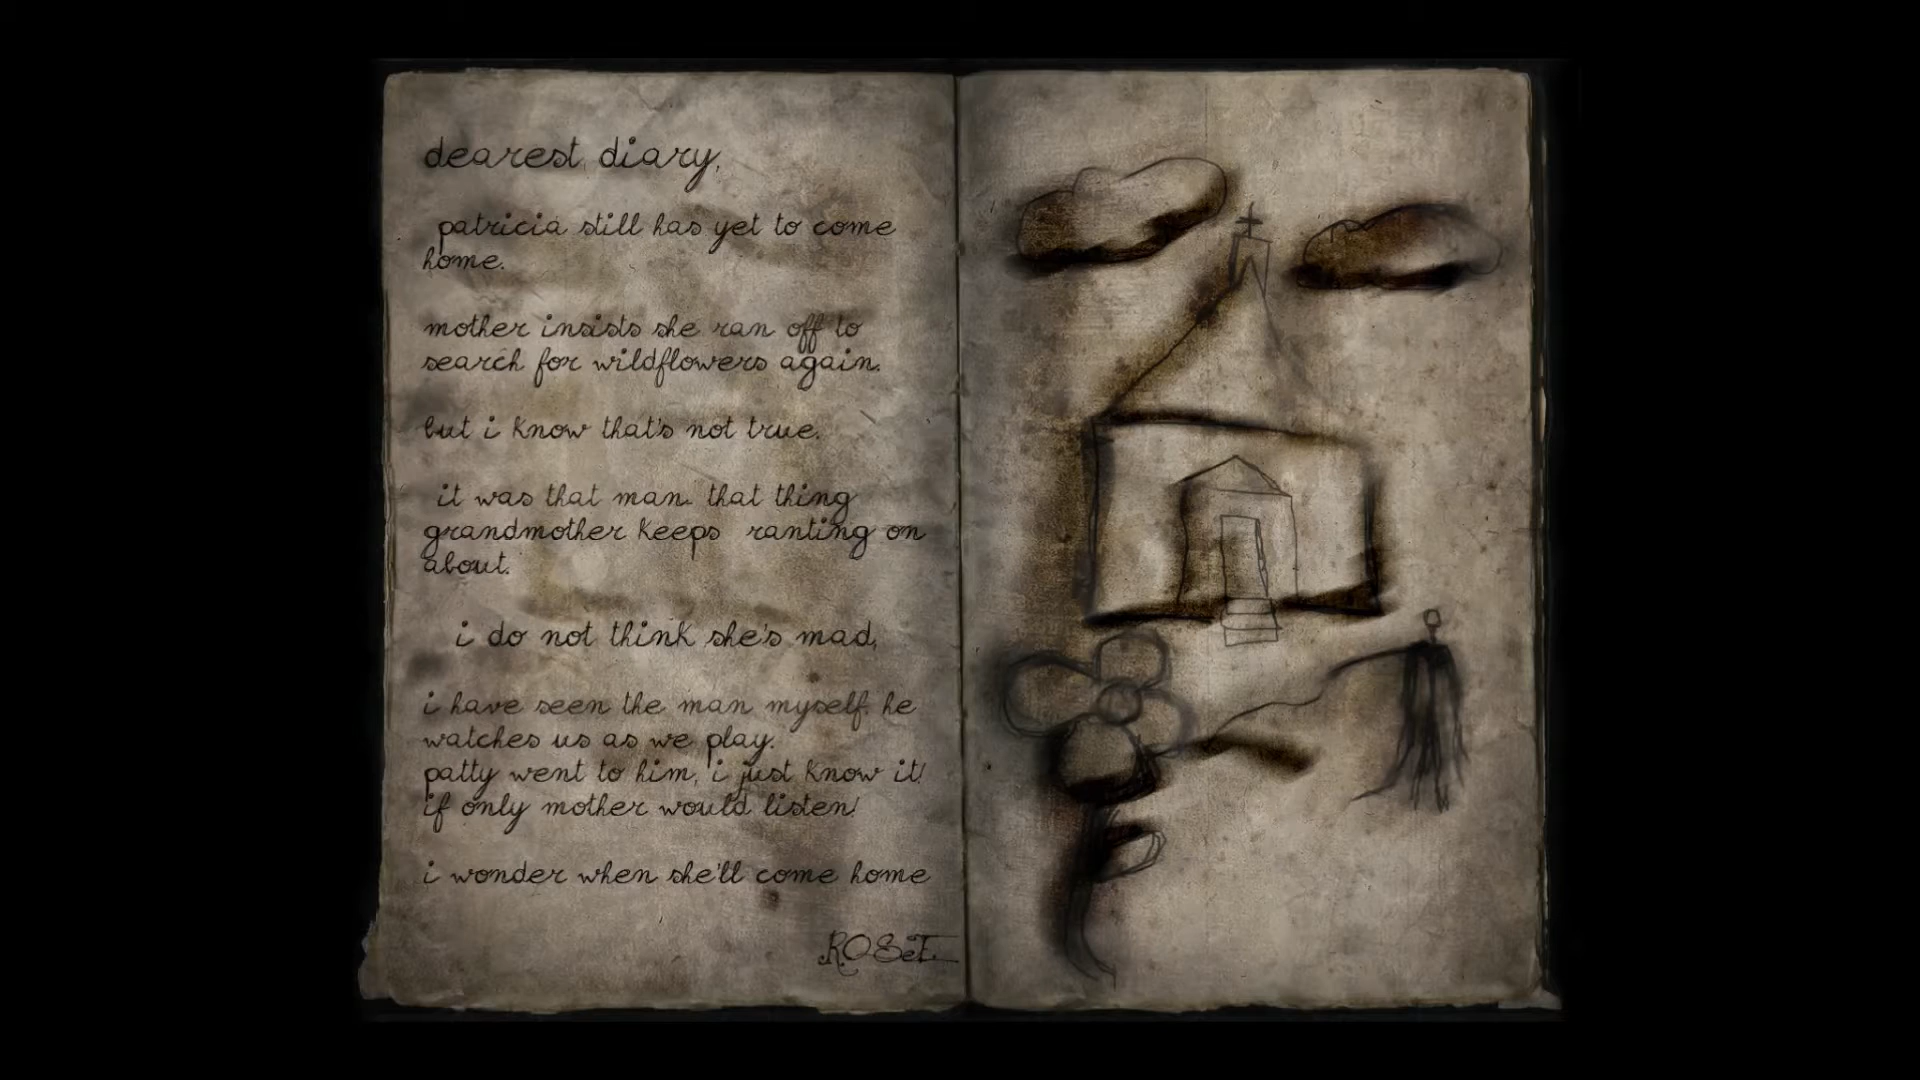 dearest diary,
patricia still has yet to come
home.
mother insists she ran off to
search for wildflowers again.
but i know that's not true.
it was that man. that thing
grandmother keeps ranting on
about.
i do not think she's mad,
i have seen the man myself. he
watches us as we play.
patty went to him, i just know it!
if only mother would listen!
i wonder when she'll come home